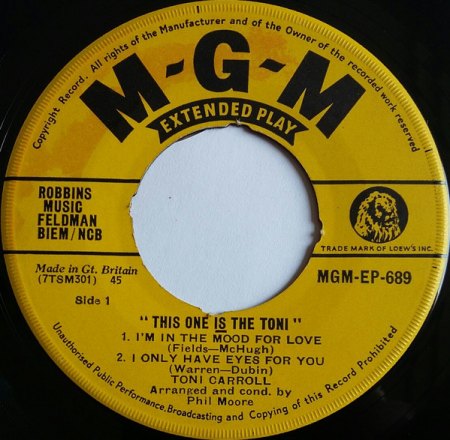 Copyright Record. All rights of the Manufacturer and of the Owner of the recorded work reserved
M-G-M
EXTENDED PLAY
ROBBINS
MUSIC
FELDMAN
BIEM/NCB
TRADE MARK OF LOEW'S INC.
Made in Gt. Britain
(7TSM301) 45
MGM-EP-689
Side 1
"THIS ONE IS THE TONI"
1. I'M IN THE MOOD FOR LOVE
(Fields—McHugh)
2. I ONLY HAVE EYES FOR YOU
(Warren—Dubin)
TONI CARROLL
Arranged and cond. by
Phil Moore
Unauthorised Public Performance, Broadcasting and Copying of this Record Prohibited